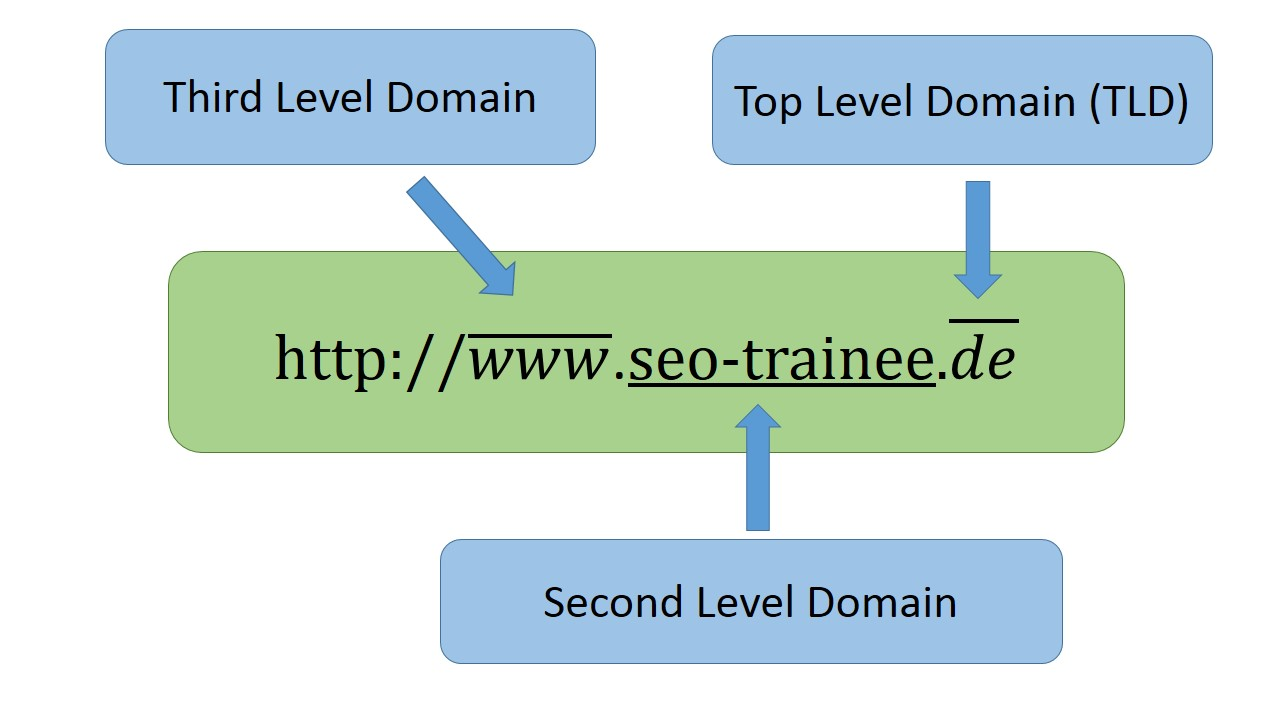 Third Level Domain
Top Level Domain (TLD)
http://www.seo-trainee.de
Second Level Domain